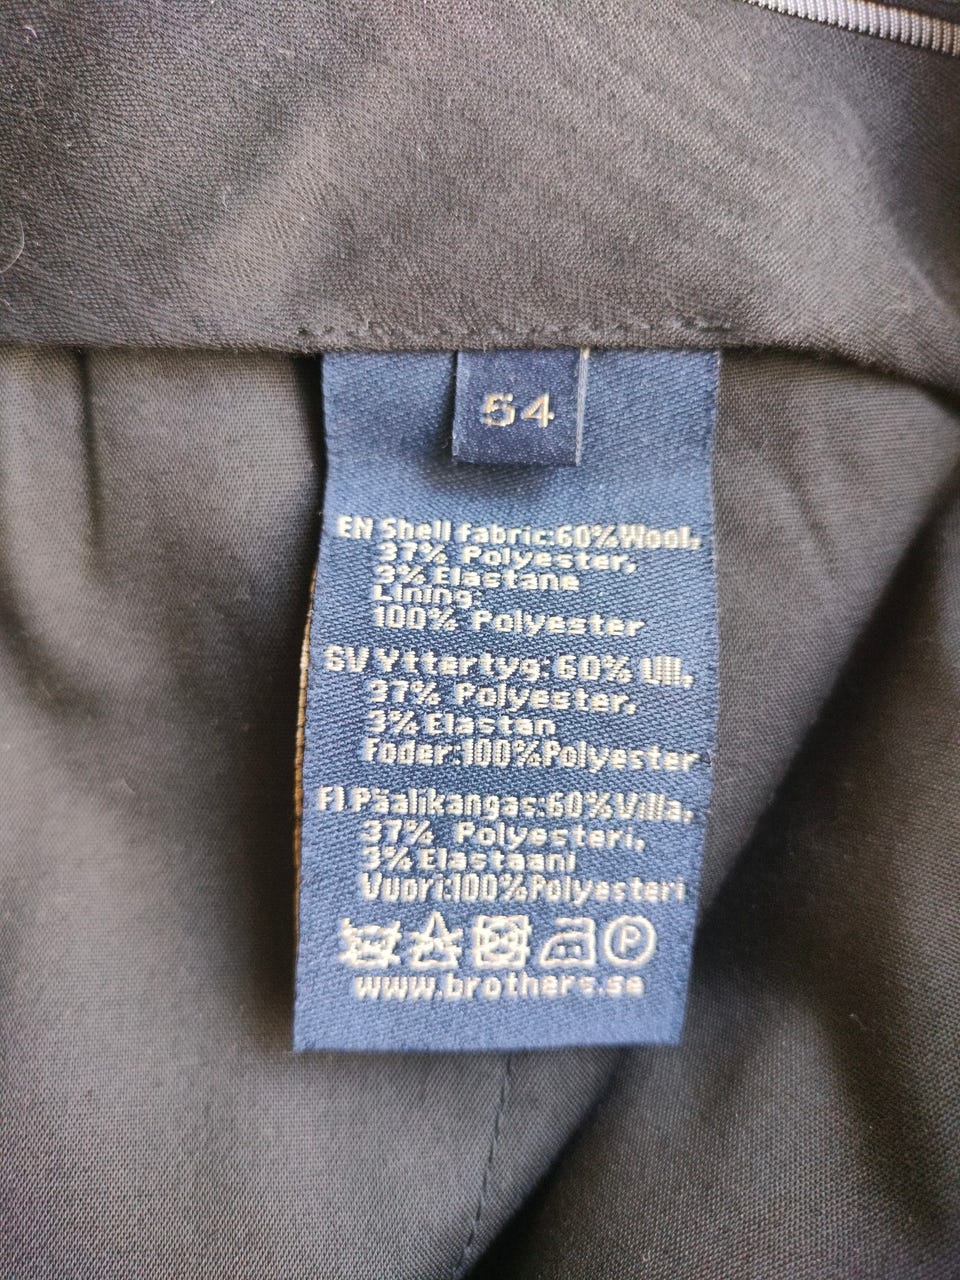 54
EN Shell fabric:60%Wool,
37% Polyester,
3% Elastane
Lining:
100% Polyester
SV Yttertyg: 60% Ull,
37% Polyester,
3% Elastan
Foder:100%Polyester
FI Päälikangas:60%Villa,
37% Polyesteri,
3% Elastaani
Vuori:100%Polyesteri
P
www.brothers.se